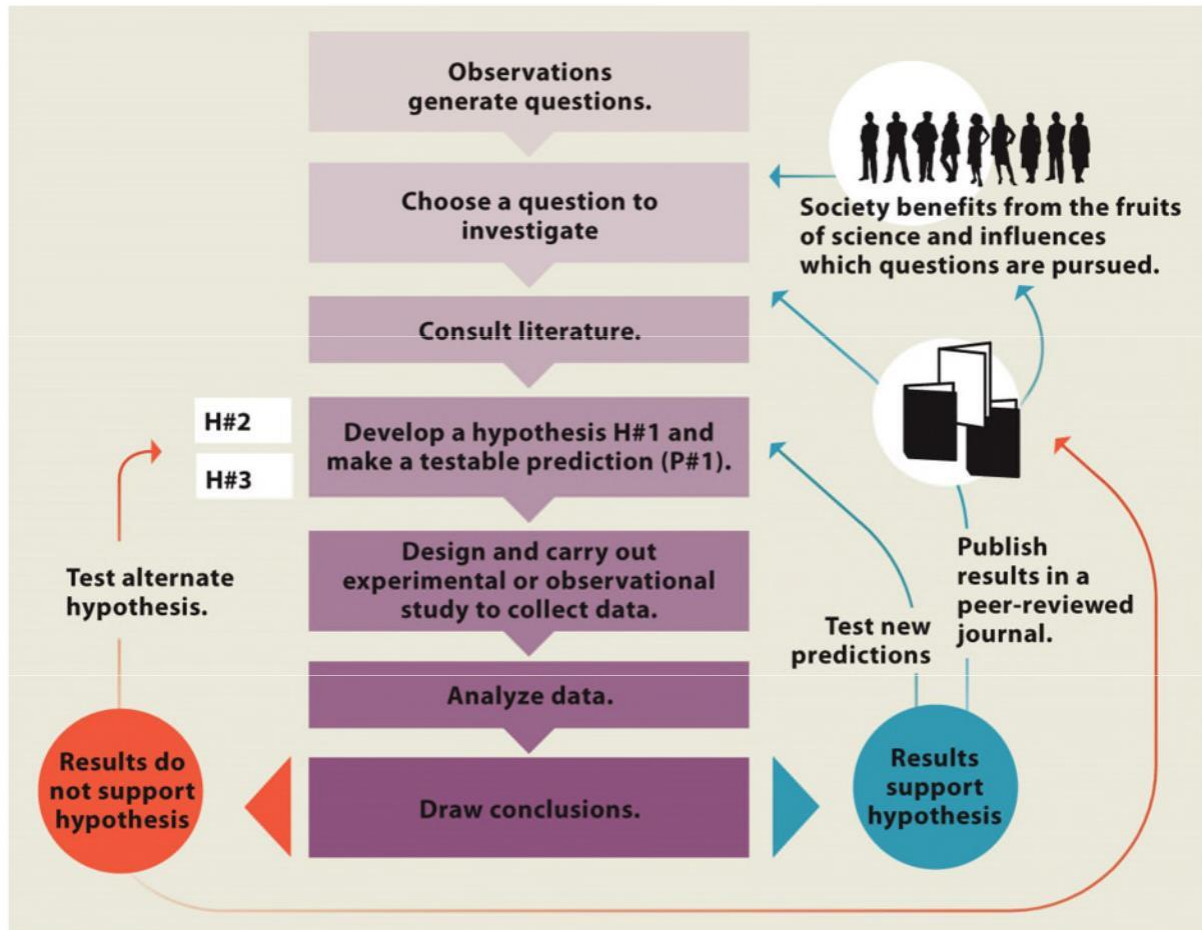 Observations
generate questions.
Choose a question to
investigate
Society benefits from the fruits
of science and influences
which questions are pursued.
Consult literature.
H#2
H#3
Develop a hypothesis H#1 and
make a testable prediction (P#1).
Test alternate
hypothesis.
Design and carry out
experimental or observational
study to collect data.
Test new
predictions
Publish
results in a
peer-reviewed
journal.
Analyze data.
Results do
not support
hypothesis
Draw conclusions.
Results
support
hypothesis